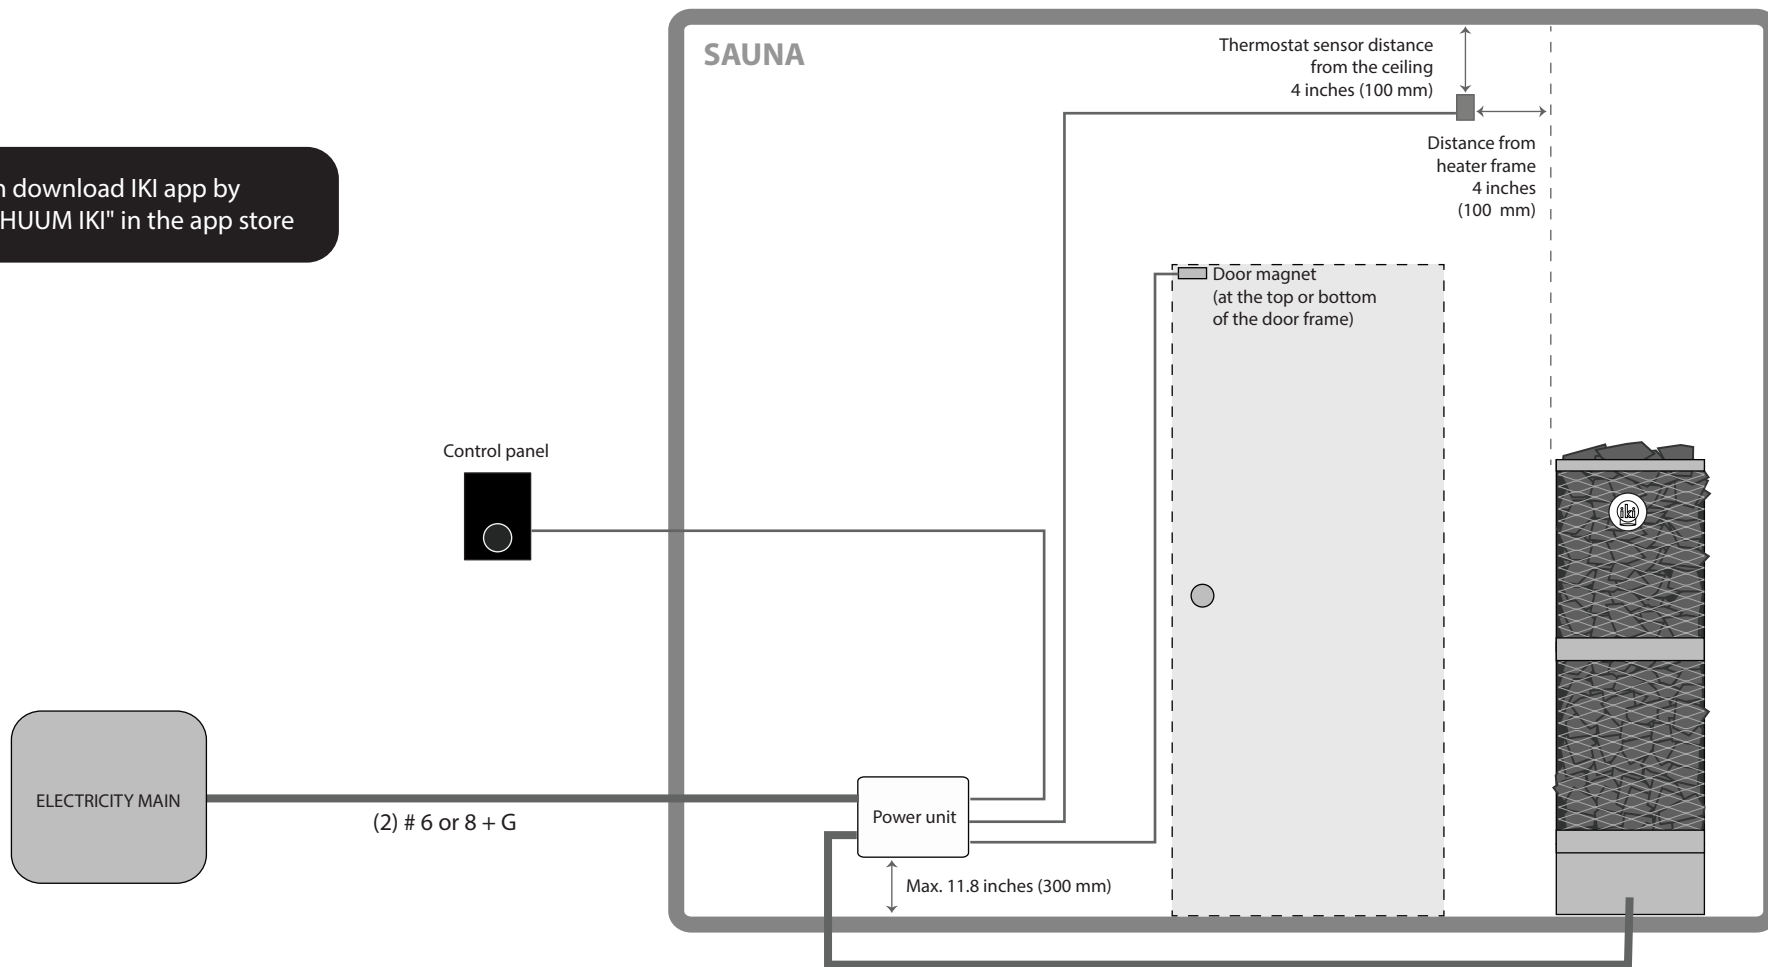 SAUNA
Thermostat sensor distance
from the ceiling
4 inches (100 mm)
Distance from
heater frame
4 inches
(100 mm)
download IKI app by
HUUM IKI" in the app store
Door magnet
(at the top or bottom
of the door frame)
Control panel
iki
ELECTRICITY MAIN
(2) # 6 or 8 + G
Power unit
Max. 11.8 inches (300 mm)